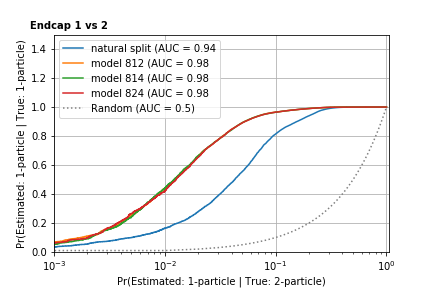 Endcap 1 vs 2
Pr(Estimated: 1-particle | True: 1-particle)
1.4
1.2
1.0
0.8
0.6
0.4
0.2
0.0
natural split (AUC = 0.94
model 812 (AUC = 0.98
model 814 (AUC = 0.98
model 824 (AUC = 0.98
Random (AUC = 0.5)
10⁻³
10⁻²
10⁻¹
10⁰
Pr(Estimated: 1-particle | True: 2-particle)